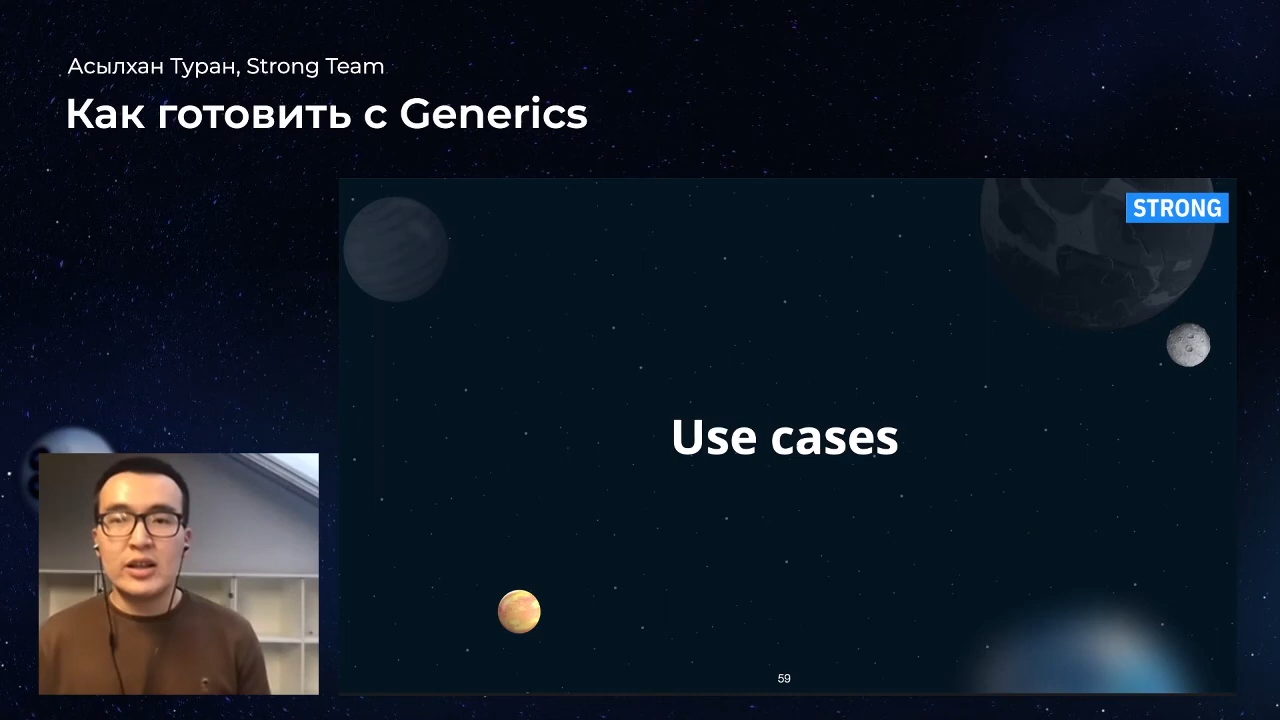 Асылхан Туран, Strong Team
Как готовить с Generics
STRONG
Use cases
59